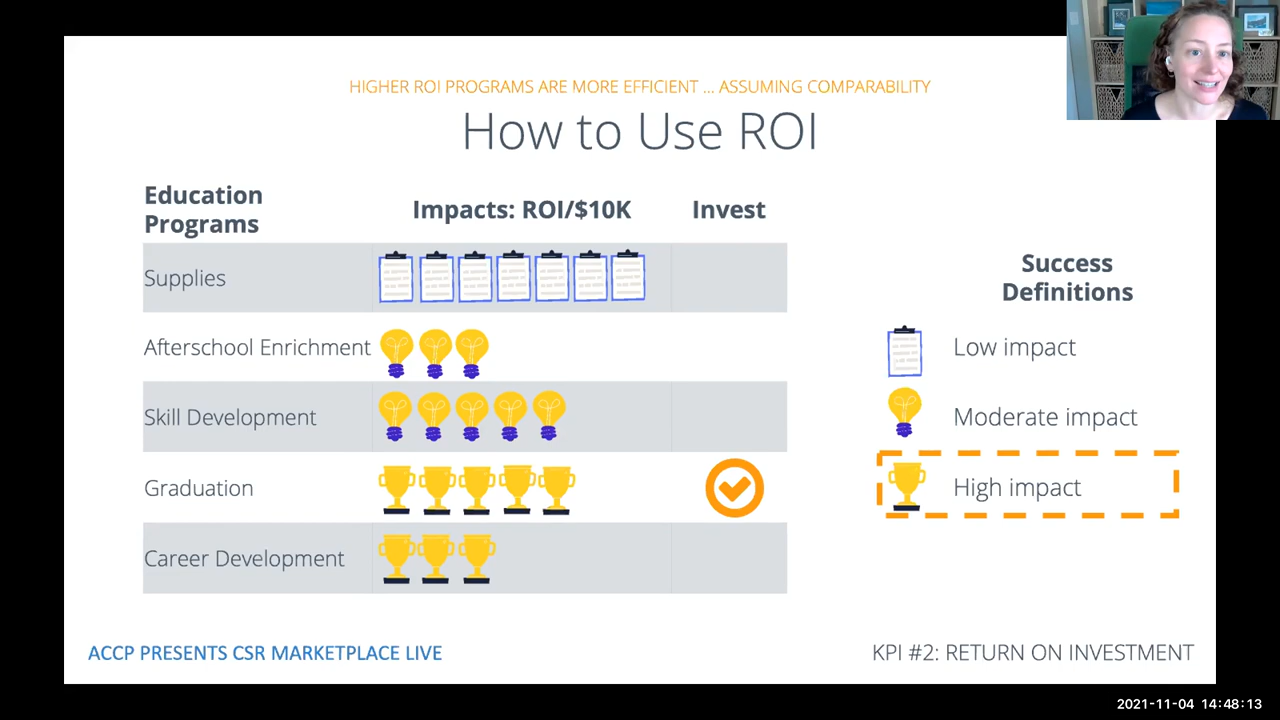 HIGHER ROI PROGRAMS ARE MORE EFFICIENT ... ASSUMING COMPARABILITY
How to Use ROI
Education
Programs
Impacts: ROI/$10K
Invest
Supplies
Afterschool Enrichment
Skill Development
Graduation
Career Development
Success
Definitions
Low impact
Moderate impact
High impact
ACCP PRESENTS CSR MARKETPLACE LIVE
KPI #2: RETURN ON INVESTMENT
2021-11-04 14:48:13